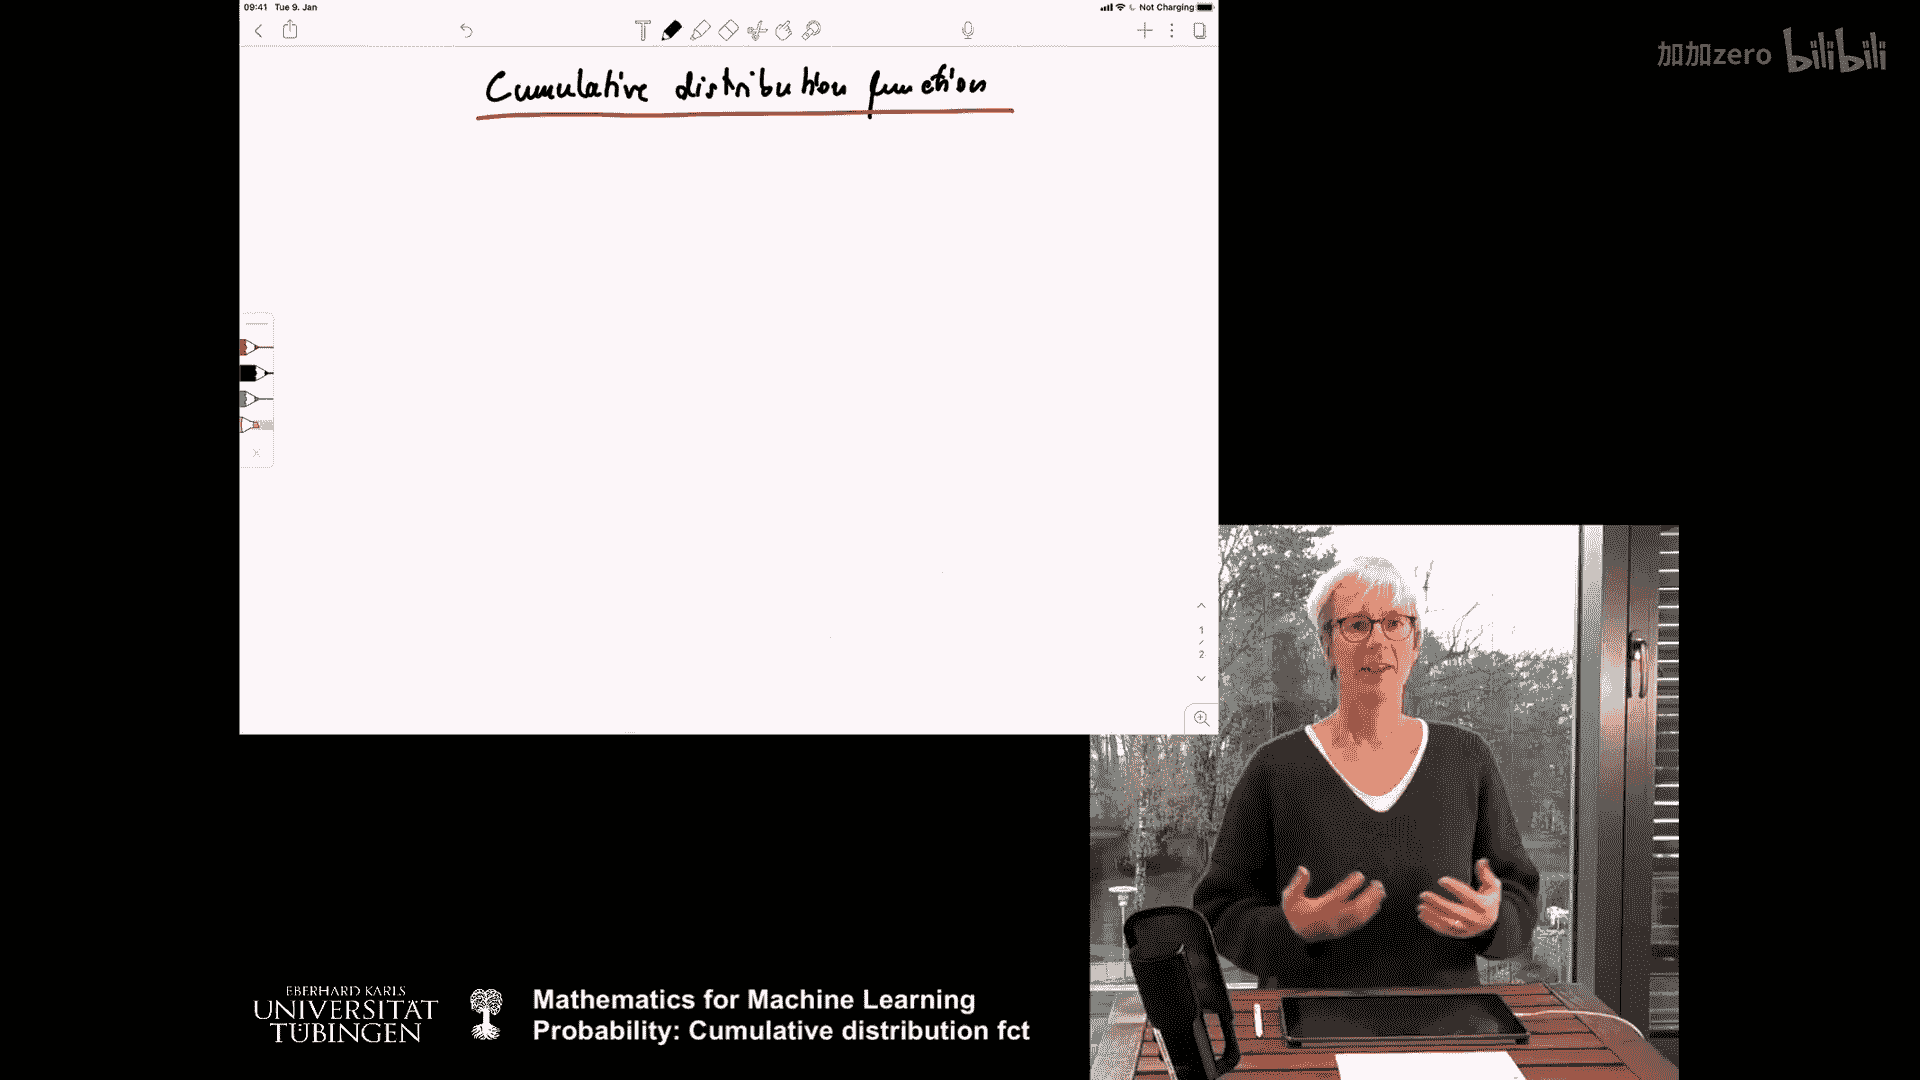 09:41 Tue 9. Jan
Not Charging
加加zero bilibili
Cumulative distribution function
1
2
EBERHARD KARLS
UNIVERSITÄT
TÜBINGEN
Mathematics for Machine Learning
Probability: Cumulative distribution fct